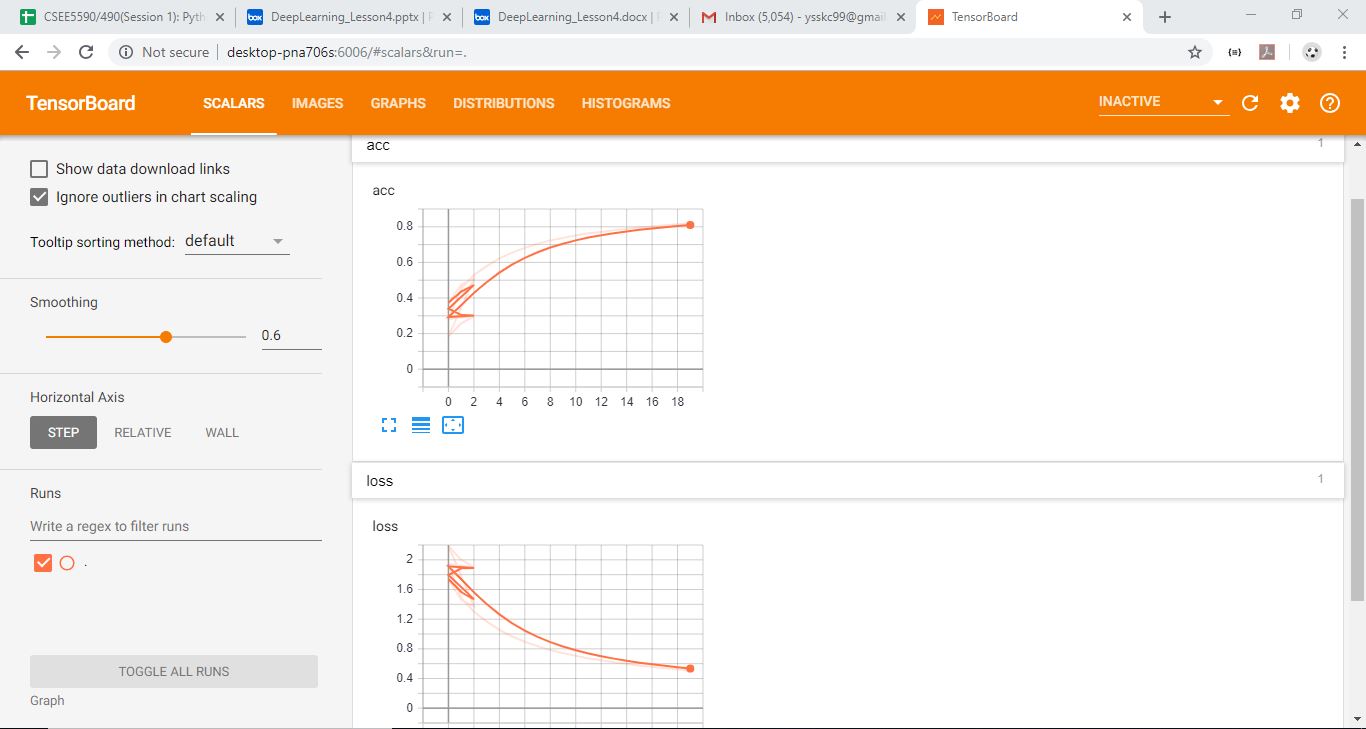 CSEE5590/490(Session 1): Pyth
DeepLearning_Lesson4.pptx | P
DeepLearning_Lesson4.docx |
Inbox (5,054) - ysskc99@gmail
TensorBoard
Not secure desktop-pna706s:6006/#scalars&run=.
TensorBoard SCALARS IMAGES GRAPHS DISTRIBUTIONS HISTOGRAMS INACTIVE
Show data download links
Ignore outliers in chart scaling
Tooltip sorting method: default
Smoothing
0.6
Horizontal Axis
STEP RELATIVE WALL
Runs
Write a regex to filter runs
.
TOGGLE ALL RUNS
Graph
acc 1
acc
0.8
0.6
0.4
0.2
0
0 2 4 6 8 10 12 14 16 18
loss 1
loss
2
1.6
1.2
0.8
0.4
0